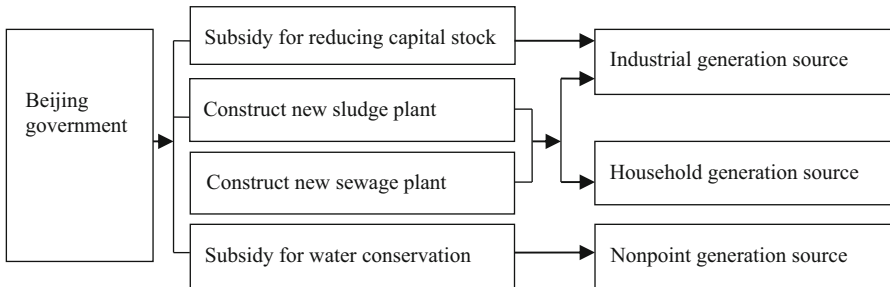 Beijing
government
Subsidy for reducing capital stock
Construct new sludge plant
Construct new sewage plant
Subsidy for water conservation
Industrial generation source
Household generation source
Nonpoint generation source